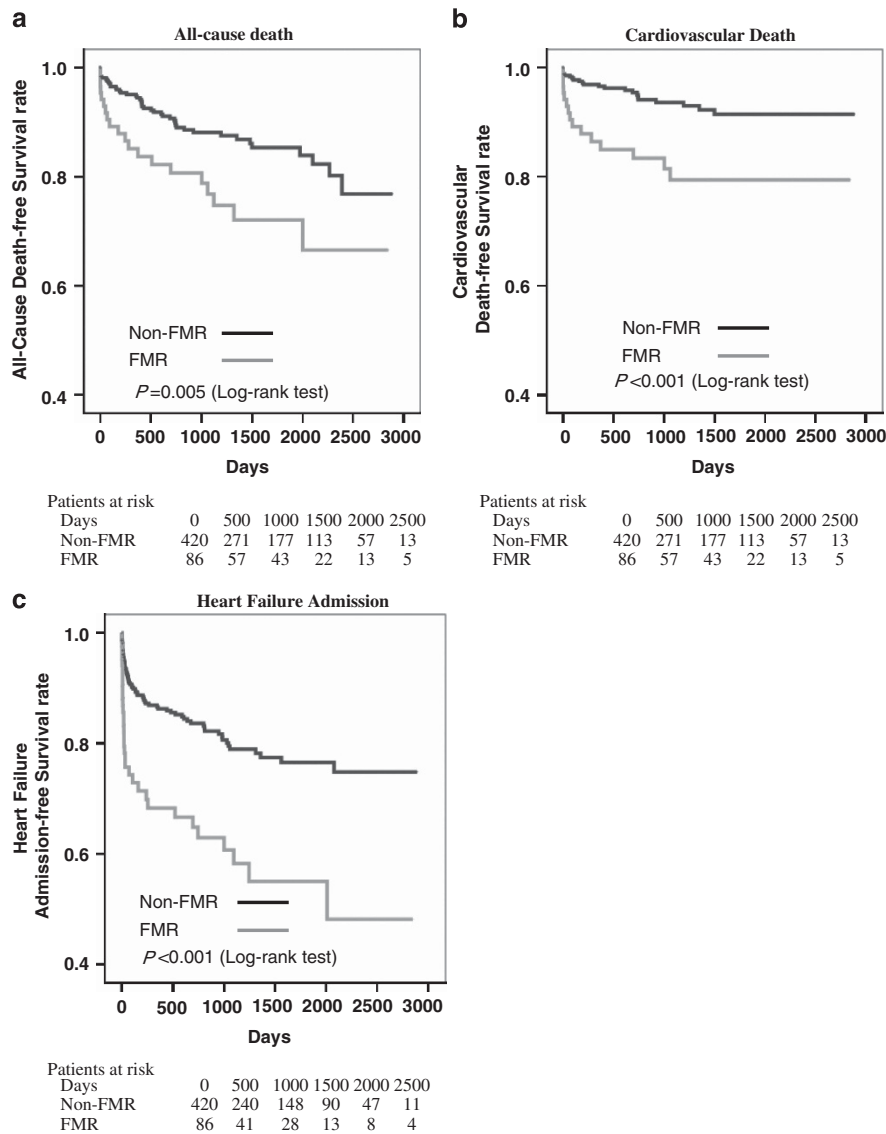 a
All-cause death
All-Cause Death-free Survival rate
1.0
0.8
0.6
0.4
Non-FMR
FMR
P=0.005 (Log-rank test)
0 500 1000 1500 2000 2500 3000
Days
Patients at risk
Days 0 500 1000 1500 2000 2500
Non-FMR 420 271 177 113 57 13
FMR 86 57 43 22 13 5
b
Cardiovascular Death
Cardiovascular
Death-free Survival rate
1.0
0.8
0.6
0.4
Non-FMR
FMR
P<0.001 (Log-rank test)
0 500 1000 1500 2000 2500 3000
Days
Patients at risk
Days 0 500 1000 1500 2000 2500
Non-FMR 420 271 177 113 57 13
FMR 86 57 43 22 13 5
c
Heart Failure Admission
Heart Failure
Admission-free Survival rate
1.0
0.8
0.6
0.4
Non-FMR
FMR
P<0.001 (Log-rank test)
0 500 1000 1500 2000 2500 3000
Days
Patients at risk
Days 0 500 1000 1500 2000 2500
Non-FMR 420 240 148 90 47 11
FMR 86 41 28 13 8 4